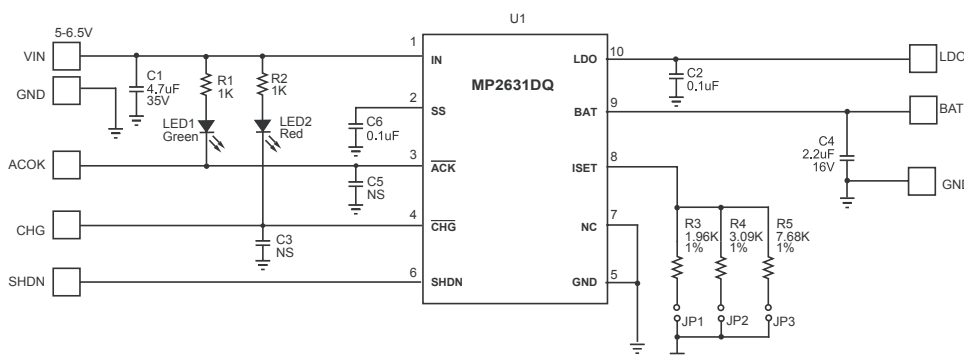 U1
5-6.5V
VIN
GND
ACOK
CHG
SHDN
C1
4.7uF
35V
R1
1K
R2
1K
LED1
Green
LED2
Red
C6
0.1uF
C5
NS
C3
NS
1
2
3
4
6
IN
SS
ACK
CHG
SHDN
MP2631DQ
LDO
BAT
ISET
NC
GND
10
9
8
7
5
C2
0.1uF
C4
2.2uF
16V
R3
1.96K
1%
R4
3.09K
1%
R5
7.68K
1%
JP1
JP2
JP3
LDO
BAT
GND